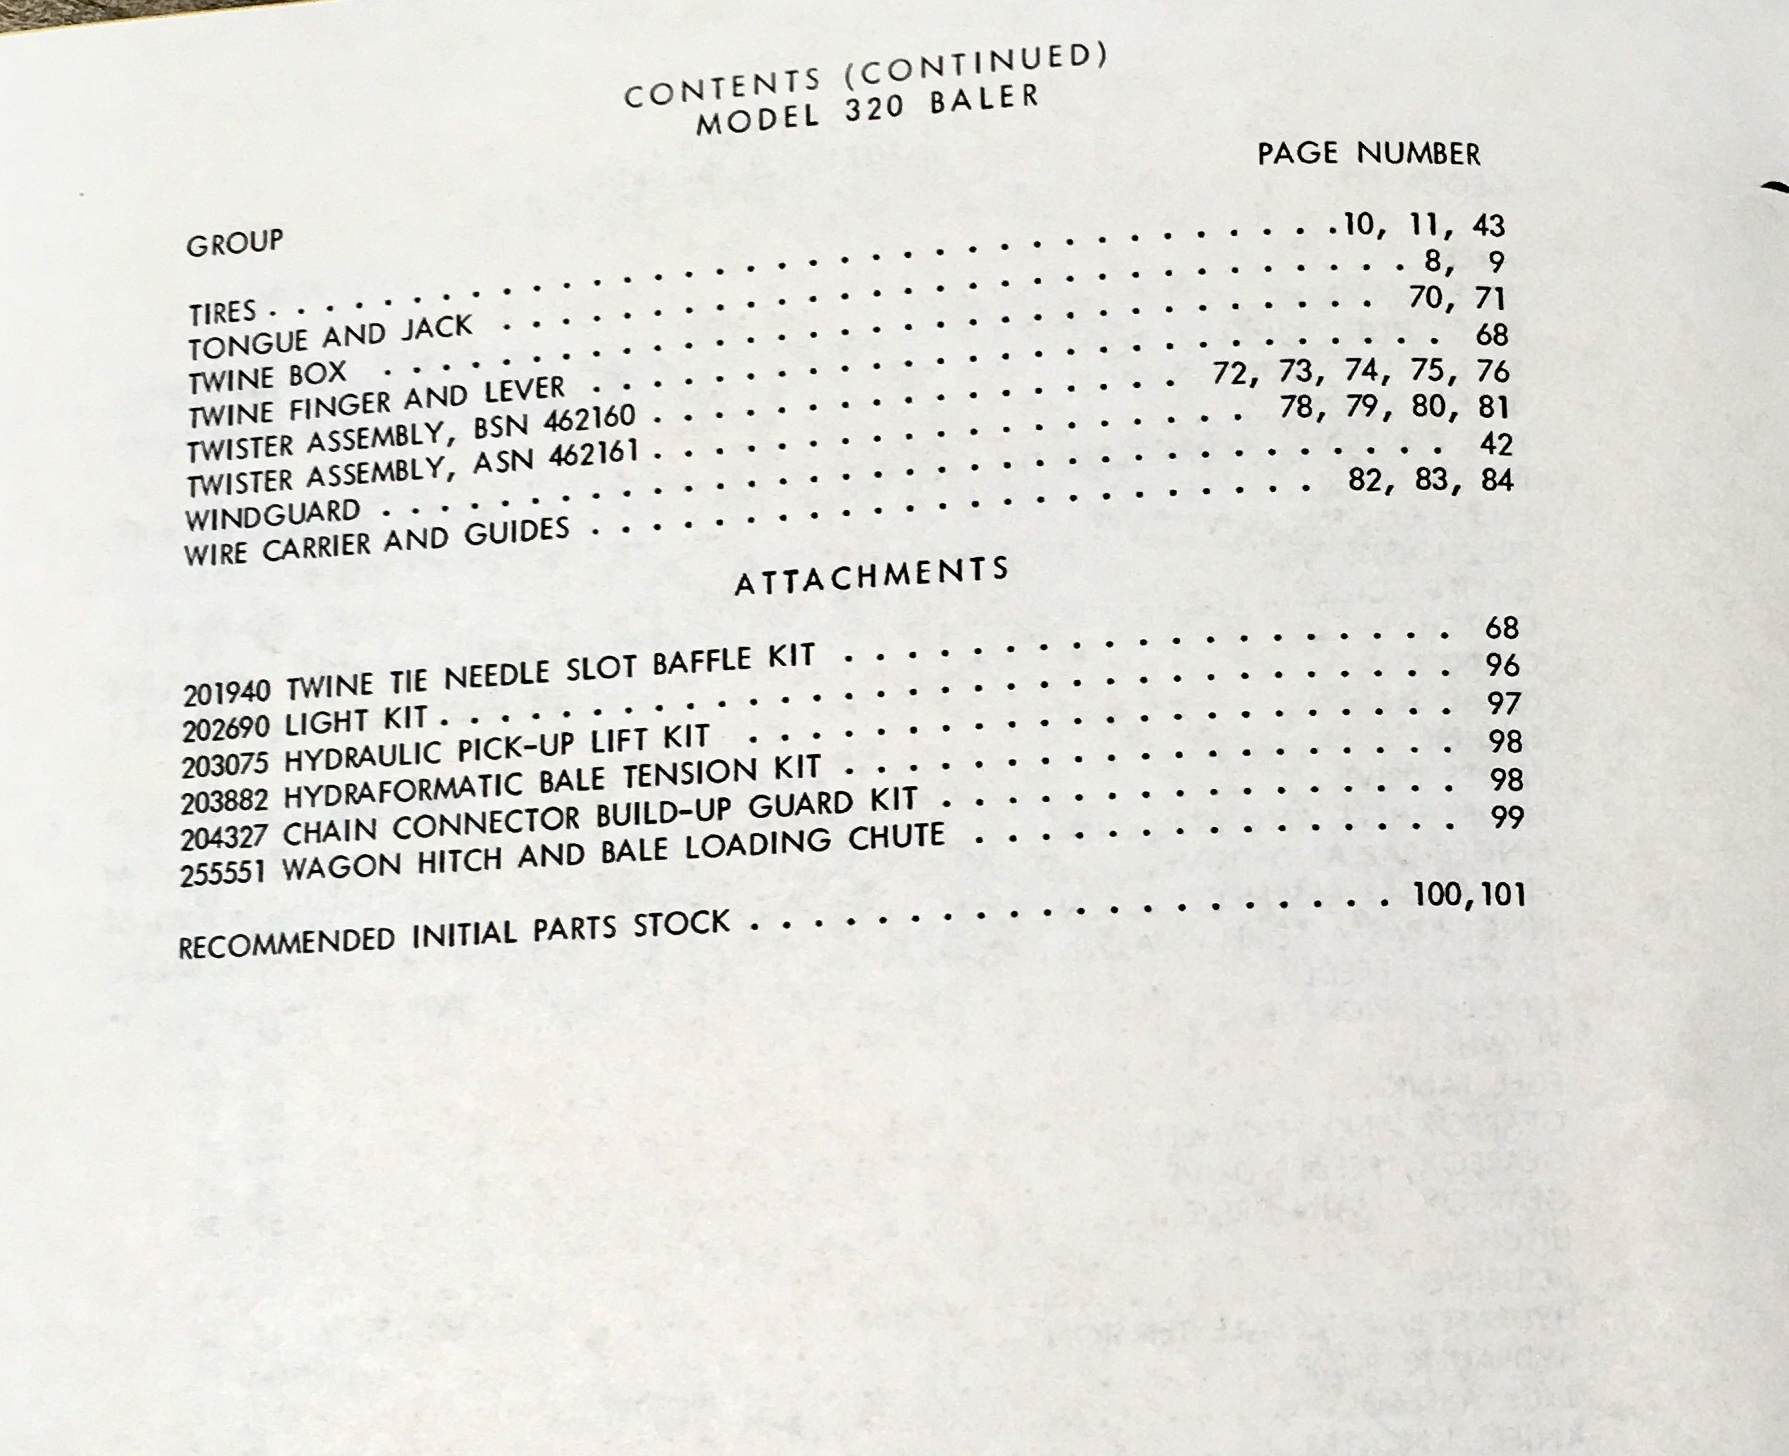 CONTENTS (CONTINUED)
MODEL 320 BALER
PAGE NUMBER
GROUP
TIRES . . . . . . . . . . . . . . . . . . . . 10, 11, 43
TONGUE AND JACK . . . . . . . . . . . . . . . . . . . . 8, 9
TWINE BOX . . . . . . . . . . . . . . . . . . . . 70, 71
TWINE FINGER AND LEVER . . . . . . . . . . . . . . . . . . . . 68
TWISTER ASSEMBLY, BSN 462160 . . . . . . . . . . . . . . . . . . 72, 73, 74, 75, 76
TWISTER ASSEMBLY, ASN 462161 . . . . . . . . . . . . . . . . . . 78, 79, 80, 81
WINDGUARD . . . . . . . . . . . . . . . . . . . . 42
WIRE CARRIER AND GUIDES . . . . . . . . . . . . . . . . . . . . 82, 83, 84
ATTACHMENTS
201940 TWINE TIE NEEDLE SLOT BAFFLE KIT . . . . . . . . . . . . . . . . . . . 68
202690 LIGHT KIT . . . . . . . . . . . . . . . . . . . . 96
203075 HYDRAULIC PICK-UP LIFT KIT . . . . . . . . . . . . . . . . . . . . 97
203882 HYDRAFORMATIC BALE TENSION KIT . . . . . . . . . . . . . . . . . . . 98
204327 CHAIN CONNECTOR BUILD-UP GUARD KIT . . . . . . . . . . . . . . . . 98
255551 WAGON HITCH AND BALE LOADING CHUTE . . . . . . . . . . . . . . . 99
RECOMMENDED INITIAL PARTS STOCK . . . . . . . . . . . . . . . . . . . . 100,101